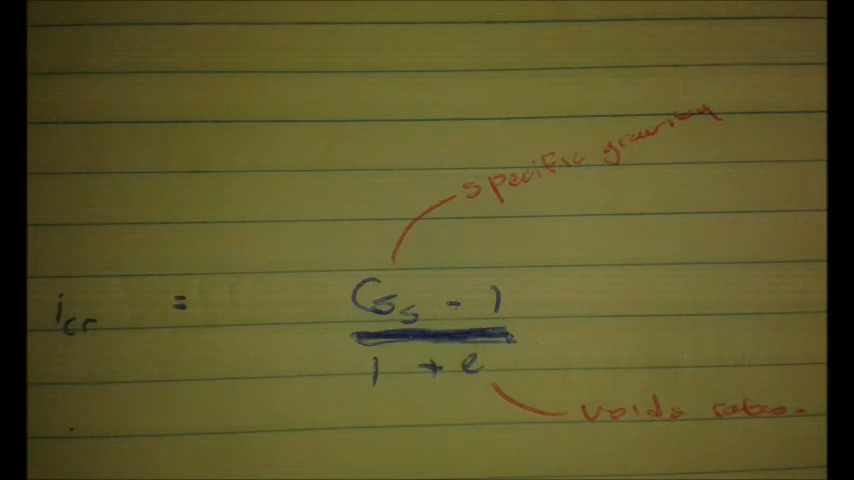 specific gravity
i_cr = G_s - 1
1 + e
voids ratio.